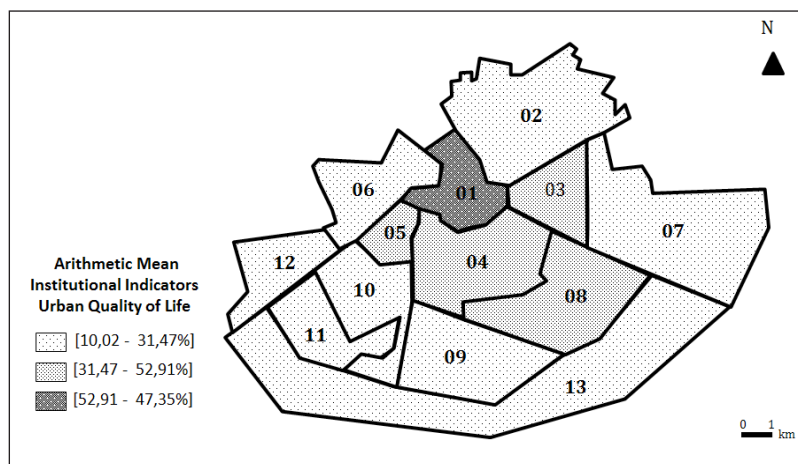 N
02
01
03
06
07
05
12
04
10
08
11
09
13
Arithmetic Mean
Institutional Indicators
Urban Quality of Life
[10,02 - 31,47%]
[31,47 - 52,91%]
[52,91 - 47,35%]
0 1
km